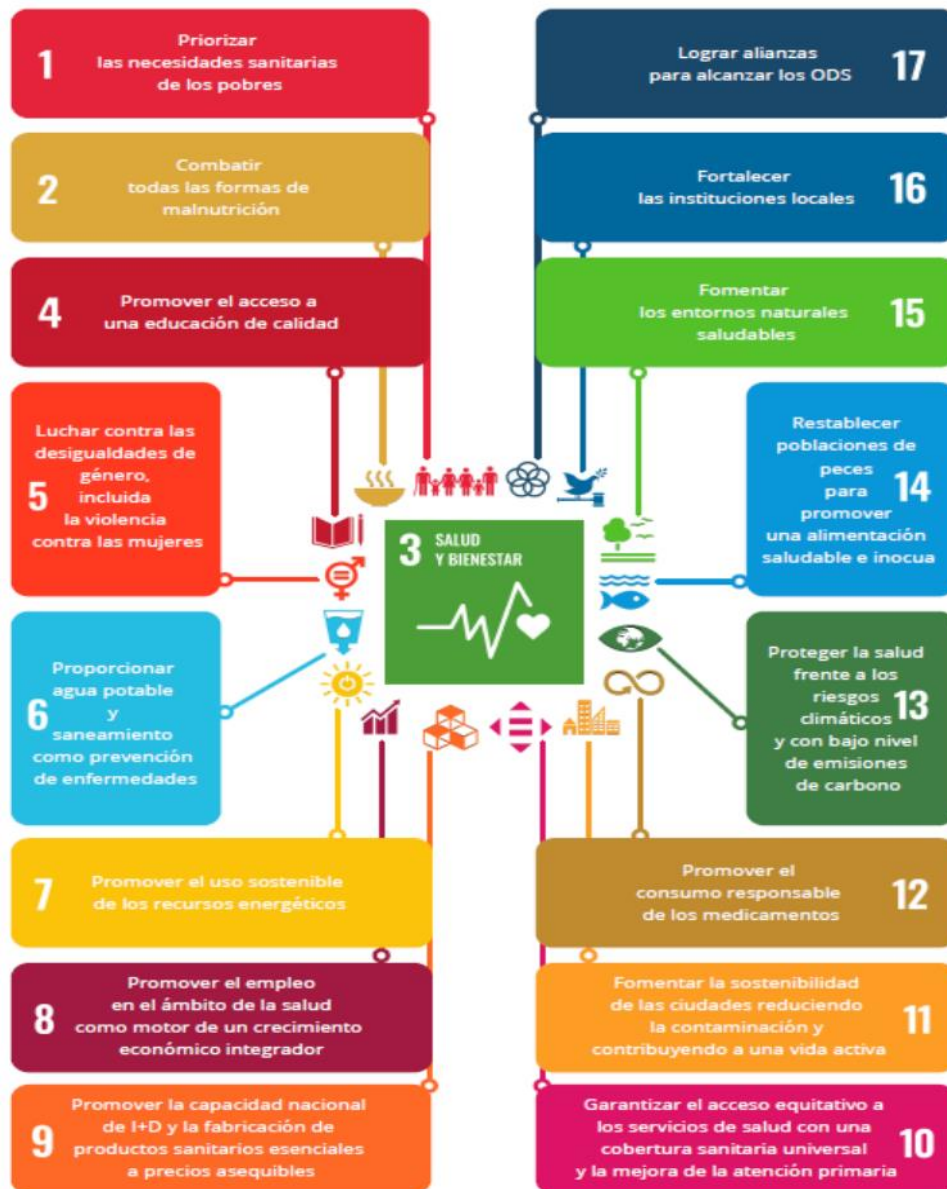 1
Priorizar
las necesidades sanitarias
de los pobres
2
Combatir
todas las formas de
malnutrición
4
Promover el acceso a
una educación de calidad
5
Luchar contra las
desigualdades de
género,
incluida
la violencia
contra las mujeres
6
Proporcionar
agua potable
y
saneamiento
como prevención
de enfermedades
7
Promover el uso sostenible
de los recursos energéticos
8
Promover el empleo
en el ámbito de la salud
como motor de un crecimiento
económico integrador
9
Promover la capacidad nacional
de I+D y la fabricación de
productos sanitarios esenciales
a precios asequibles
3 SALUD
Y BIENESTAR
Lograr alianzas
para alcanzar los ODS
17
Fortalecer
las instituciones locales
16
Fomentar
los entornos naturales
saludables
15
Restablecer
poblaciones de
peces
para
promover
una alimentación
saludable e inocua
14
Proteger la salud
frente a los
riesgos
climáticos
y con bajo nivel
de emisiones
de carbono
13
Promover el
consumo responsable
de los medicamentos
12
Fomentar la sostenibilidad
de las ciudades reduciendo
la contaminación y
contribuyendo a una vida activa
11
Garantizar el acceso equitativo a
los servicios de salud con una
cobertura sanitaria universal
y la mejora de la atención primaria
10